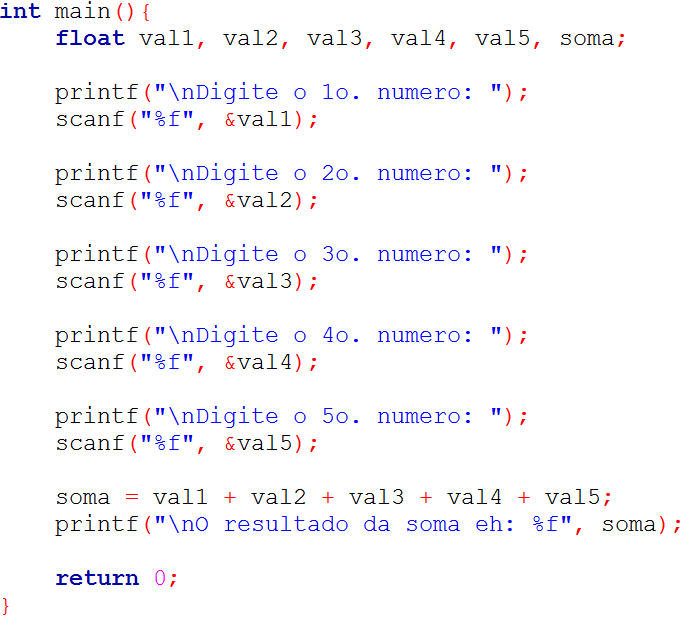 int main(){
float val1, val2, val3, val4, val5, soma;
printf("\nDigite o 1o. numero: ");
scanf("%f", &val1);
printf("\nDigite o 2o. numero: ");
scanf("%f", &val2);
printf("\nDigite o 3o. numero: ");
scanf("%f", &val3);
printf("\nDigite o 4o. numero: ");
scanf("%f", &val4);
printf("\nDigite o 5o. numero: ");
scanf("%f", &val5);
soma = val1 + val2 + val3 + val4 + val5;
printf("\nO resultado da soma eh: %f", soma);
return 0;
}